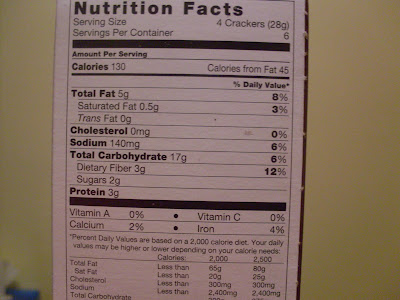 Nutrition Facts
Serving Size 4 Crackers (28g)
Servings Per Container 6
Amount Per Serving
Calories 130 Calories from Fat 45
% Daily Value*
Total Fat 5g 8%
Saturated Fat 0.5g 3%
Trans Fat 0g
Cholesterol 0mg 0%
Sodium 140mg 6%
Total Carbohydrate 17g 6%
Dietary Fiber 3g 12%
Sugars 2g
Protein 3g
Vitamin A 0% • Vitamin C 0%
Calcium 2% • Iron 4%
*Percent Daily Values are based on a 2,000 calorie diet. Your daily
values may be higher or lower depending on your calorie needs:
Calories: 2,000 2,500
Total Fat Less than 65g 80g
Sat Fat Less than 20g 25g
Cholesterol Less than 300mg 300mg
Sodium Less than 2,400mg 2,400mg
Total Carbohydrate